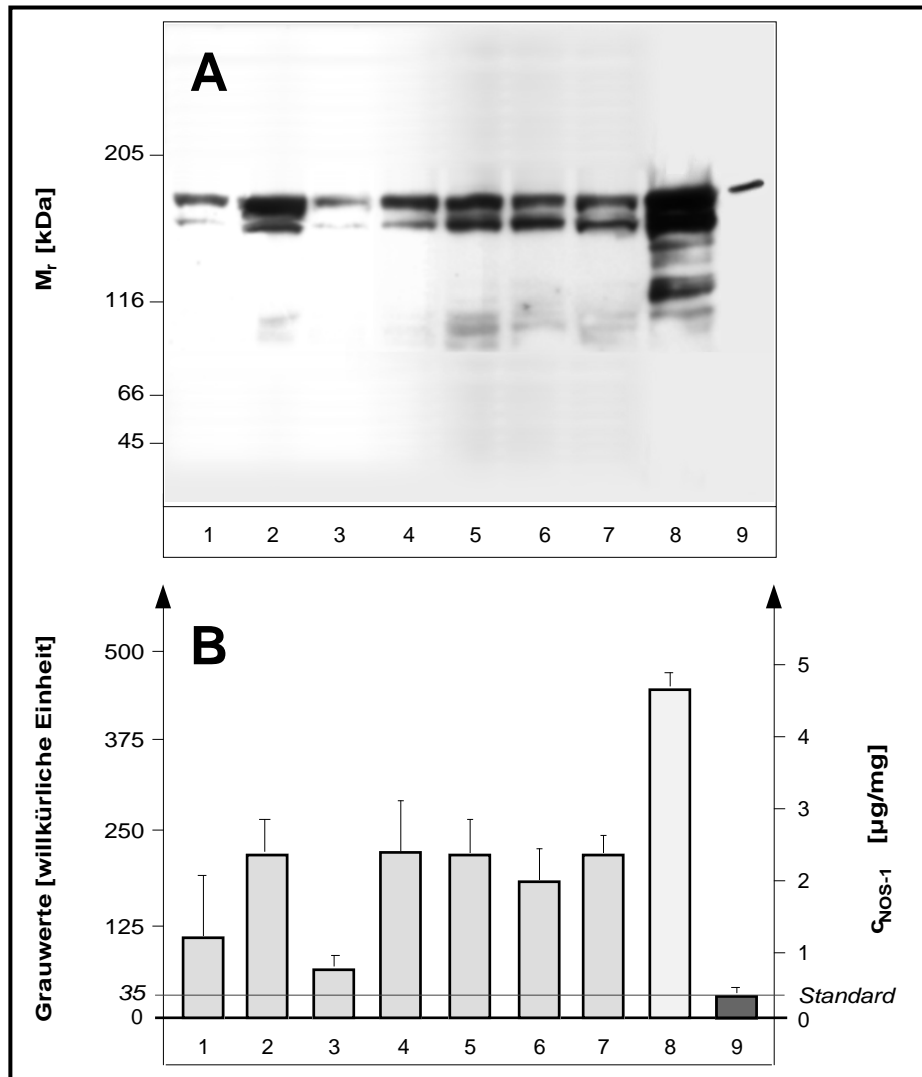 A
205
116
66
45
Mr [kDa]
1 2 3 4 5 6 7 8 9
B
Grauwerte [willkürliche Einheit]
500
375
250
125
35
0
5
4
3
2
1
0
cNOS-1 [µg/mg]
Standard
1 2 3 4 5 6 7 8 9